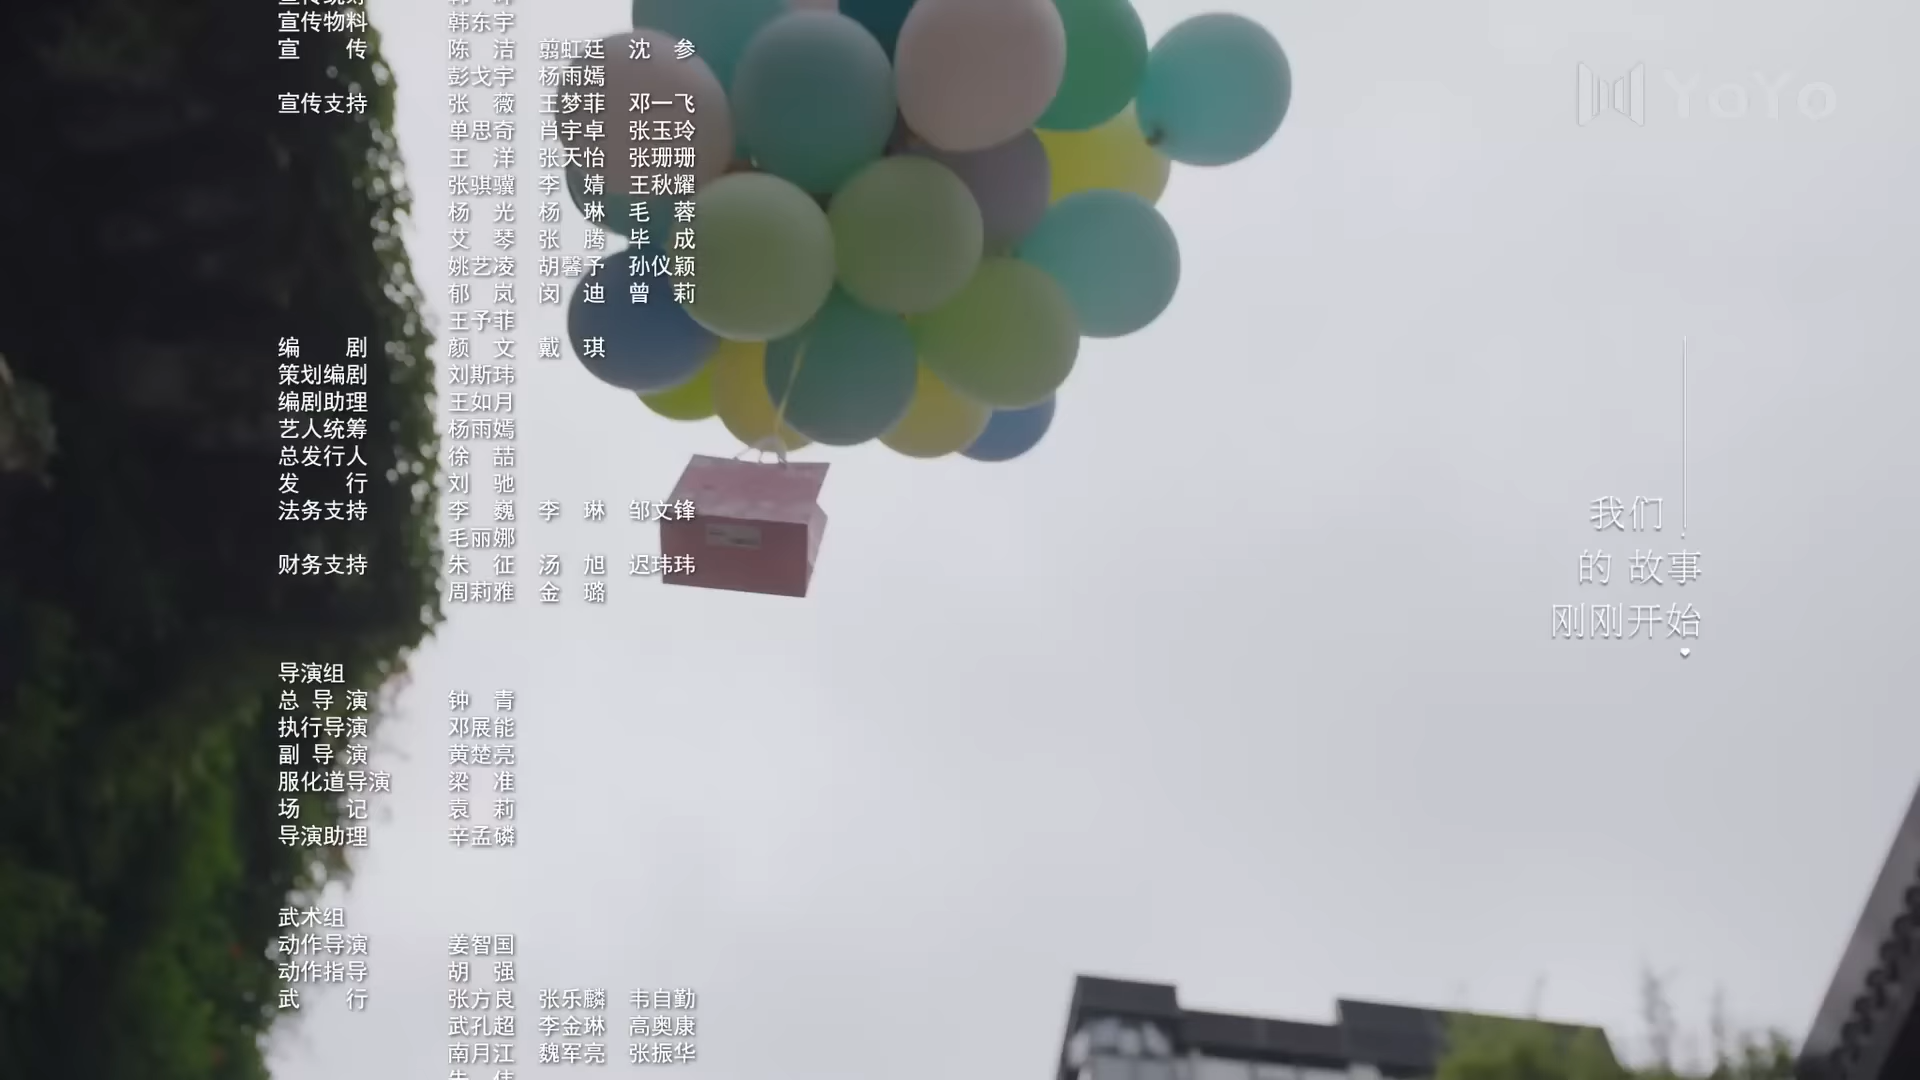 宣传物料 韩东宇
宣 传 陈 洁 翦虹廷 沈 参
彭戈宇 杨雨嫣
宣传支持 张 薇 王梦菲 邓一飞
单思奇 肖宇卓 张玉玲
王 洋 张天怡 张珊珊
张骐骥 李 婧 王秋耀
杨 光 杨 琳 毛 蓉
艾 琴 张 腾 毕 成
姚艺凌 胡馨予 孙仪颖
郁 岚 闵 迪 曾 莉
王予菲
编 剧 颜 文 戴 琪
策划编剧 刘斯玮
编剧助理 王如月
艺人统筹 杨雨嫣
总发行人 徐 喆
发 行 刘 驰
法务支持 李 巍 李 琳 邹文锋
毛丽娜
财务支持 朱 征 汤 旭 迟玮玮
周莉雅 金 璐
导演组
总 导 演 钟 青
执行导演 邓展能
副 导 演 黄楚亮
服化道导演 梁 准
场 记 袁 莉
导演助理 辛孟磷
武术组
动作导演 姜智国
动作指导 胡 强
武 行 张方良 张乐麟 韦自勤
武孔超 李金琳 高奥康
南月江 魏军亮 张振华
YoYo
我们
的 故事
刚刚开始